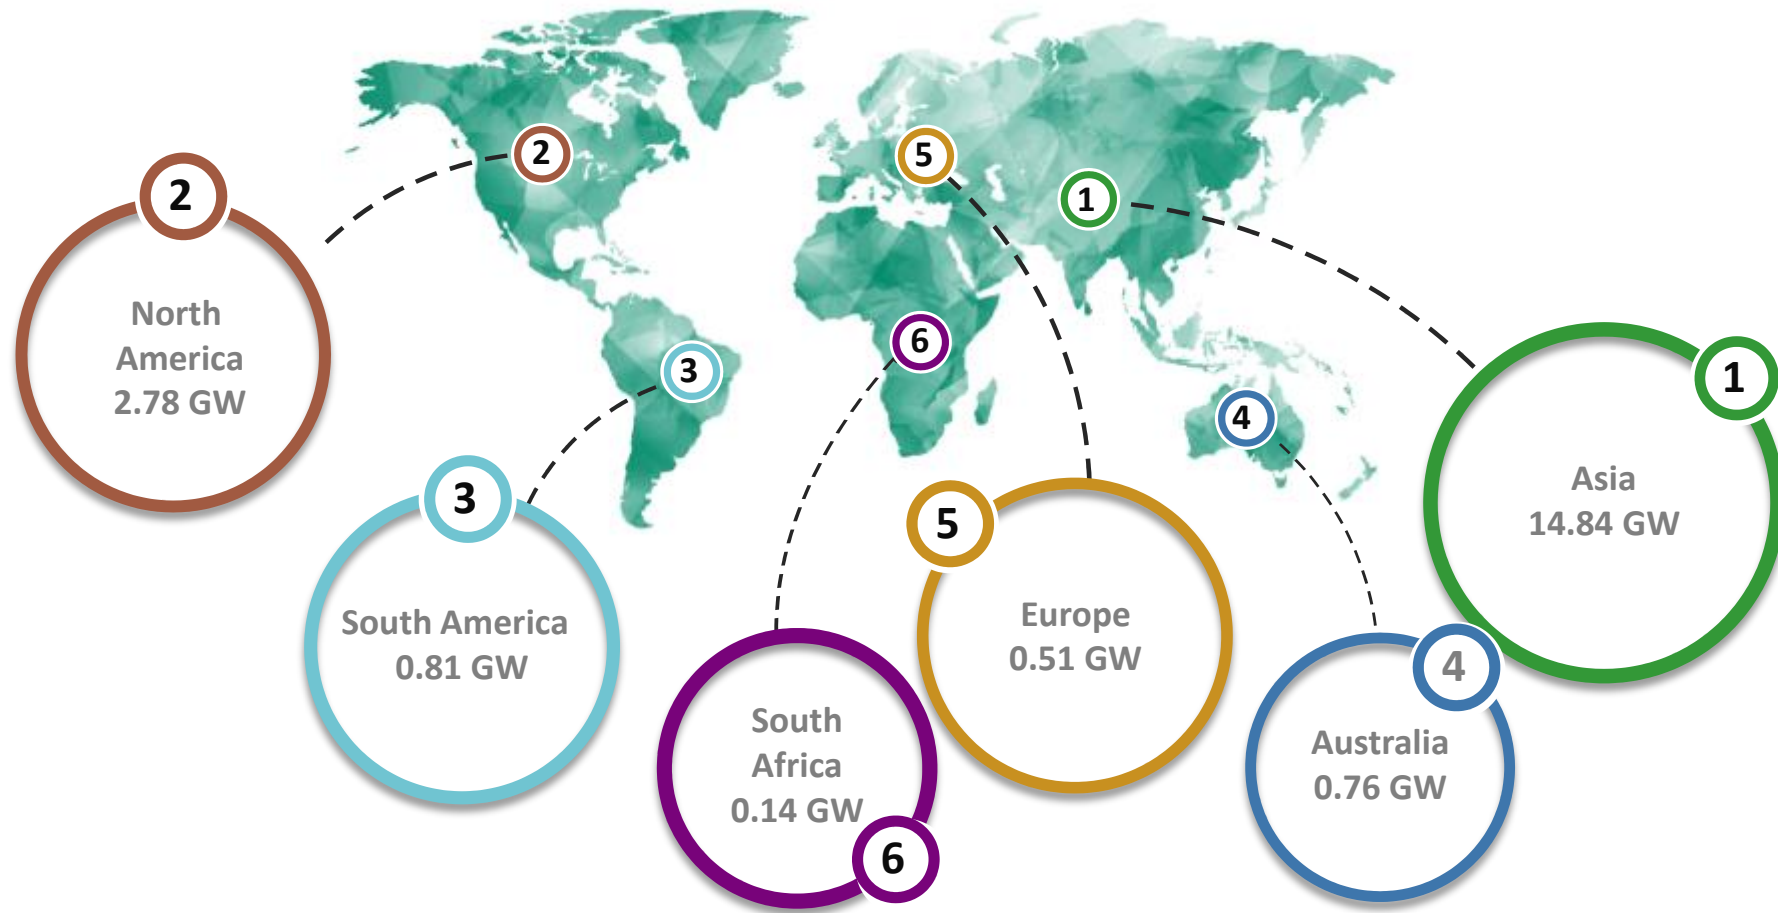 2
5
1
6
3
4
2
North
America
2.78 GW
1
Asia
14.84 GW
3
South America
0.81 GW
5
Europe
0.51 GW
4
Australia
0.76 GW
South
Africa
0.14 GW
6